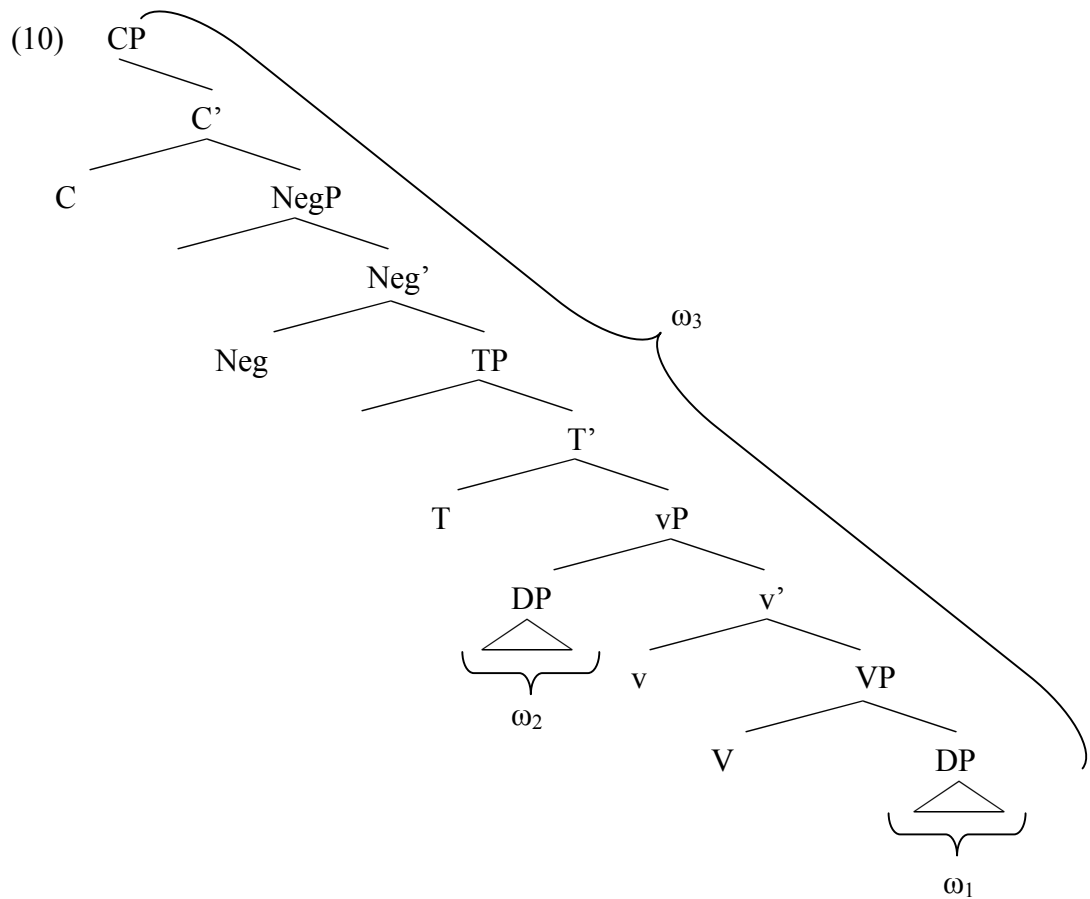 (10) CP
C’
C NegP
Neg’
Neg TP
ω₃
T’
T vP
DP v’
v VP
ω₂
V DP
ω₁